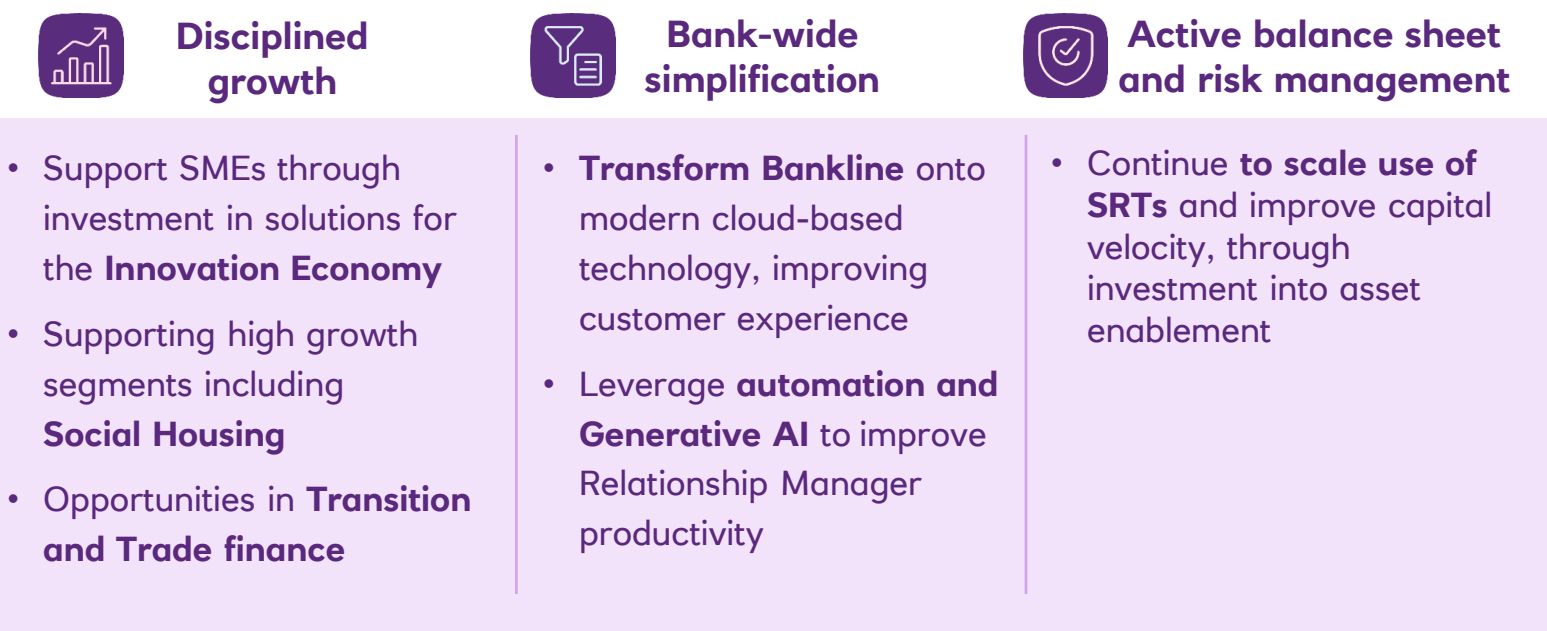 Disciplined
growth
• Support SMEs through
investment in solutions for
the Innovation Economy
• Supporting high growth
segments including
Social Housing
• Opportunities in Transition
and Trade finance
Bank-wide
simplification
• Transform Bankline onto
modern cloud-based
technology, improving
customer experience
• Leverage automation and
Generative AI to improve
Relationship Manager
productivity
Active balance sheet
and risk management
• Continue to scale use of
SRTs and improve capital
velocity, through
investment into asset
enablement